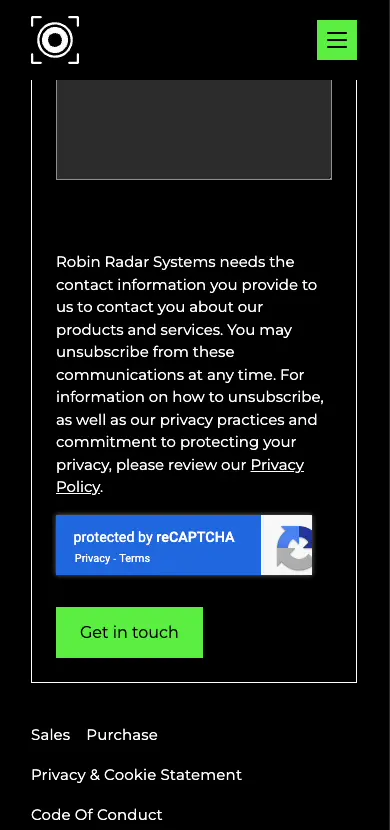 Robin Radar Systems needs the
contact information you provide to
us to contact you about our
products and services. You may
unsubscribe from these
communications at any time. For
information on how to unsubscribe,
as well as our privacy practices and
commitment to protecting your
privacy, please review our Privacy
Policy.
protected by reCAPTCHA
Privacy - Terms
Get in touch
Sales Purchase
Privacy & Cookie Statement
Code Of Conduct